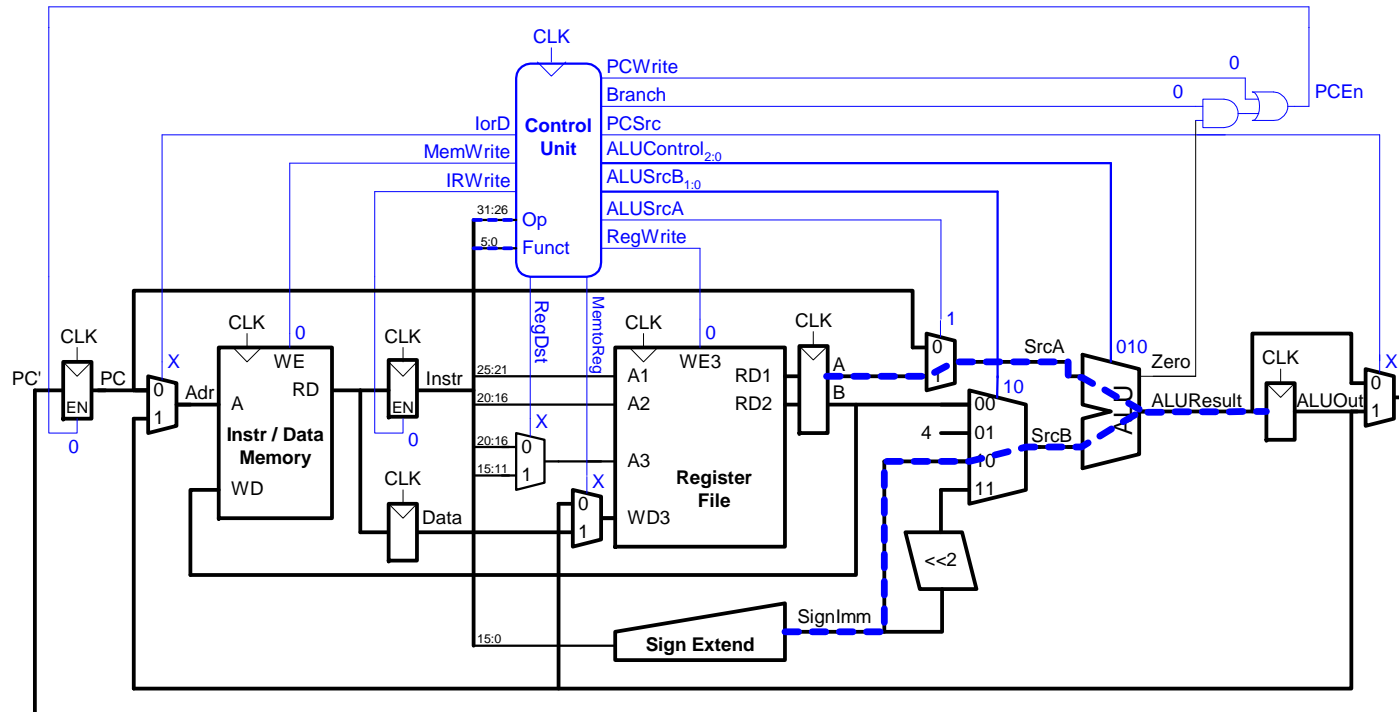 CLK
PCWrite
0
Branch
0
PCEn
IorD
Control
Unit
PCSrc
MemWrite
ALUControl2:0
IRWrite
ALUSrcB1:0
31:26
Op
ALUSrcA
5:0
Funct
RegWrite
RegDst
MemtoReg
CLK
CLK
CLK
CLK
CLK
0
0
1
X
WE
WE3
0
010
Zero
CLK
X
PC'
PC
EN
0
1
Adr
A
RD
EN
Instr
25:21
A1
RD1
A
1
SrcA
ALU
0
1
20:16
A2
RD2
B
10
00
ALUResult
ALUOut
0
Instr / Data
Memory
0
X
4
01
SrcB
20:16
0
A3
10
15:11
1
Register
File
WD
CLK
X
11
Data
0
1
WD3
<<2
SignImm
15:0
Sign Extend